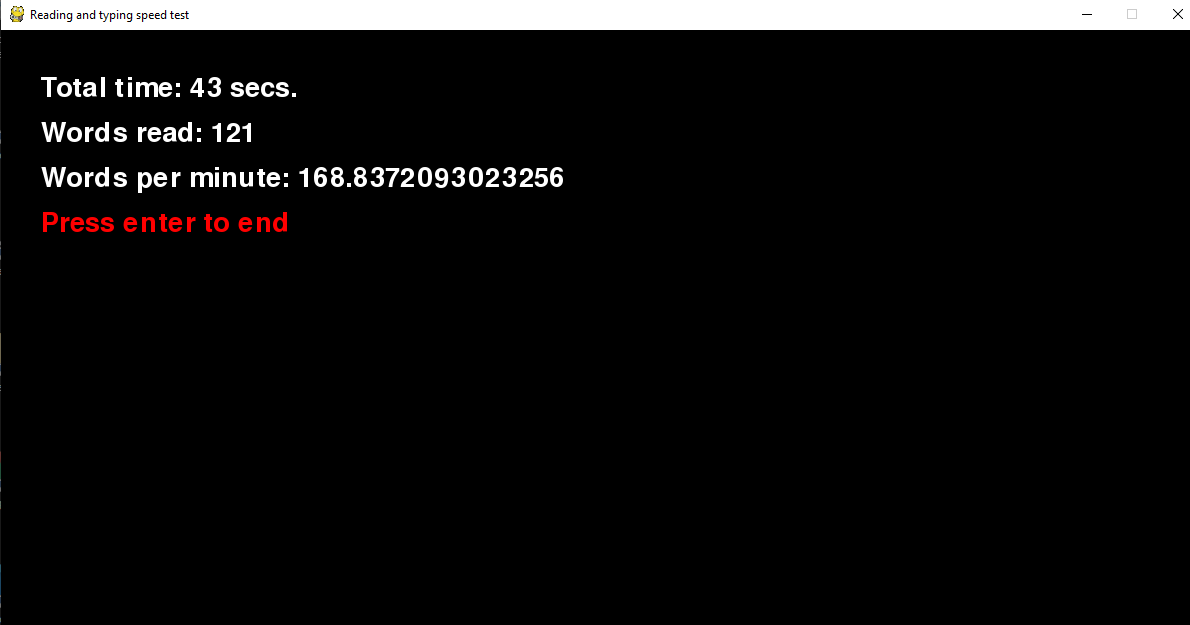 Reading and typing speed test
Total time: 43 secs.
Words read: 121
Words per minute: 168.8372093023256
Press enter to end